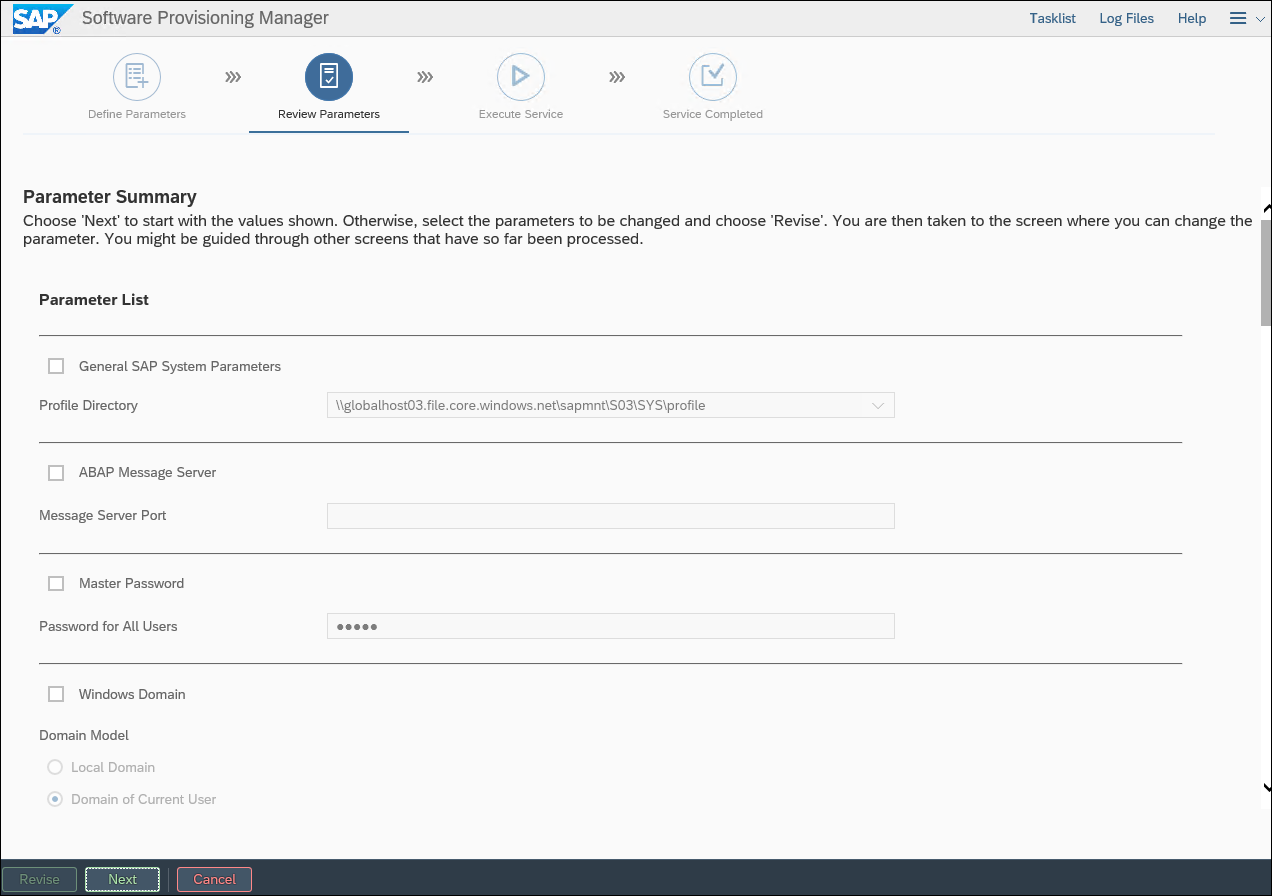 SAP® Software Provisioning Manager Tasklist Log Files Help
Define Parameters Review Parameters Execute Service Service Completed
Parameter Summary
Choose 'Next' to start with the values shown. Otherwise, select the parameters to be changed and choose 'Revise'. You are then taken to the screen where you can change the
parameter. You might be guided through other screens that have so far been processed.
Parameter List
General SAP System Parameters
Profile Directory \\globalhost03.file.core.windows.net\sapmnt\S03\SYS\profile
ABAP Message Server
Message Server Port
Master Password
Password for All Users •••••
Windows Domain
Domain Model
Local Domain
Domain of Current User
Revise Next Cancel